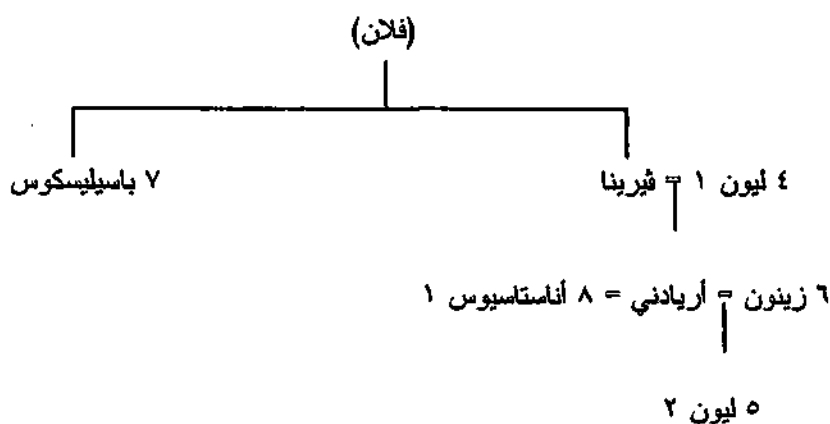 (فلان)
٤ ليون ١ = ڤيرينا
٧ باسيليسكوس
٦ زينون = أريادني = ٨ أناستاسيوس ١
٥ ليون ٢